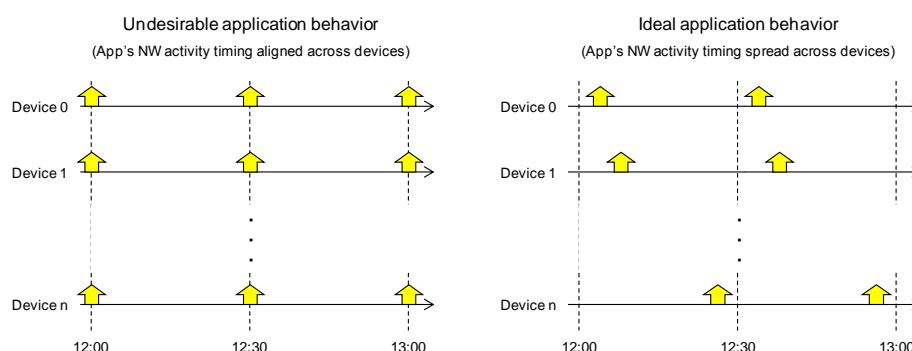 Undesirable application behavior
(App's NW activity timing aligned across devices)
Device 0
Device 1
Device n
12:00 12:30 13:00
Ideal application behavior
(App's NW activity timing spread across devices)
Device 0
Device 1
Device n
12:00 12:30 13:00